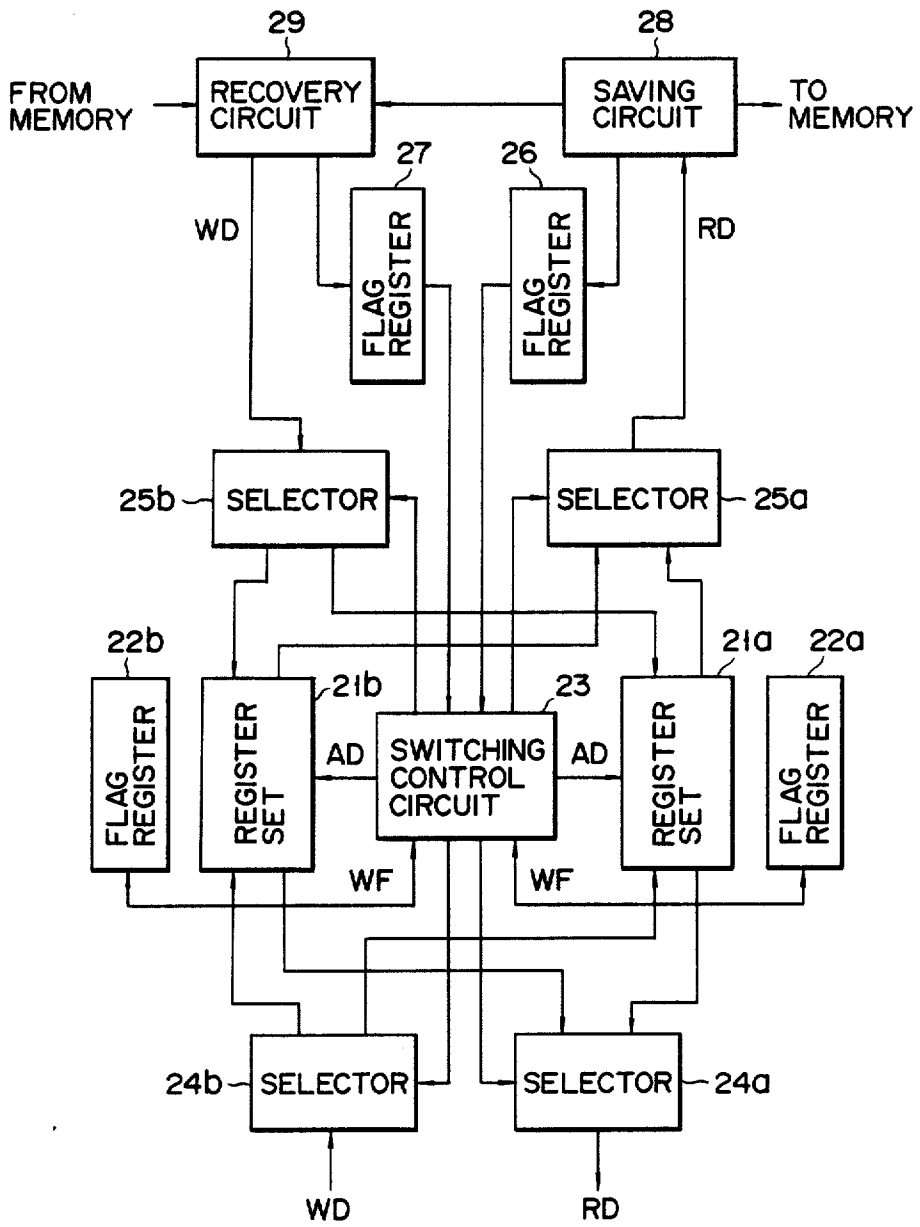 29
28
FROM
MEMORY
RECOVERY
CIRCUIT
SAVING
CIRCUIT
TO
MEMORY
27
26
WD
FLAG
REGISTER
FLAG
REGISTER
RD
25b
SELECTOR
SELECTOR
25a
22b
21b
23
21a
22a
FLAG
REGISTER
REGISTER
SET
AD
SWITCHING
CONTROL
CIRCUIT
AD
REGISTER
SET
FLAG
REGISTER
WF
WF
24b
SELECTOR
SELECTOR
24a
WD
RD